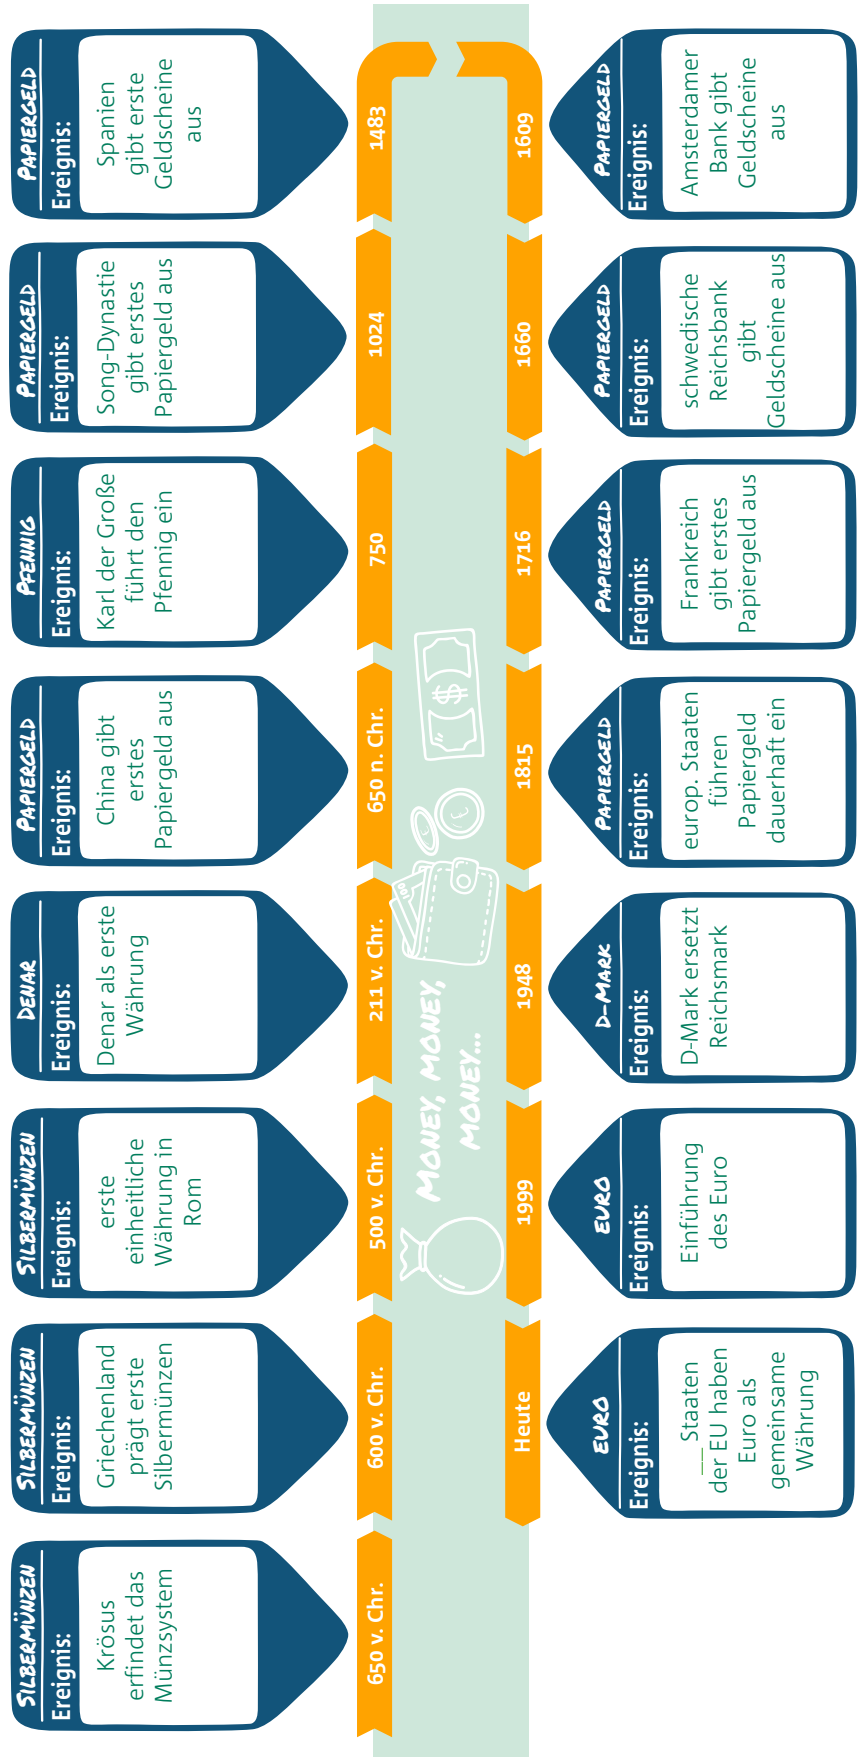 SILBERMÜNZEN
Ereignis:
Krösus
erfindet das
Münzsystem
650 v. Chr.
SILBERMÜNZEN
Ereignis:
Griechenland
prägt erste
Silbermünzen
600 v. Chr.
SILBERMÜNZEN
Ereignis:
erste
einheitliche
Währung in
Rom
500 v. Chr.
DENAR
Ereignis:
Denar als erste
Währung
211 v. Chr.
PAPIERGELD
Ereignis:
China gibt
erstes
Papiergeld aus
650 n. Chr.
PFENNIG
Ereignis:
Karl der Große
führt den
Pfennig ein
750
PAPIERGELD
Ereignis:
Song-Dynastie
gibt erstes
Papiergeld aus
1024
PAPIERGELD
Ereignis:
Spanien
gibt erste
Geldscheine
aus
1483
MONEY, MONEY,
MONEY...
100
€
€
$
1609
PAPIERGELD
Ereignis:
Amsterdamer
Bank gibt
Geldscheine
aus
1660
PAPIERGELD
Ereignis:
schwedische
Reichsbank
gibt
Geldscheine aus
1716
PAPIERGELD
Ereignis:
Frankreich
gibt erstes
Papiergeld aus
1815
PAPIERGELD
Ereignis:
europ. Staaten
führen
Papiergeld
dauerhaft ein
1948
D-MARK
Ereignis:
D-Mark ersetzt
Reichsmark
1999
EURO
Ereignis:
Einführung
des Euro
Heute
EURO
Ereignis:
__ Staaten
der EU haben
Euro als
gemeinsame
Währung